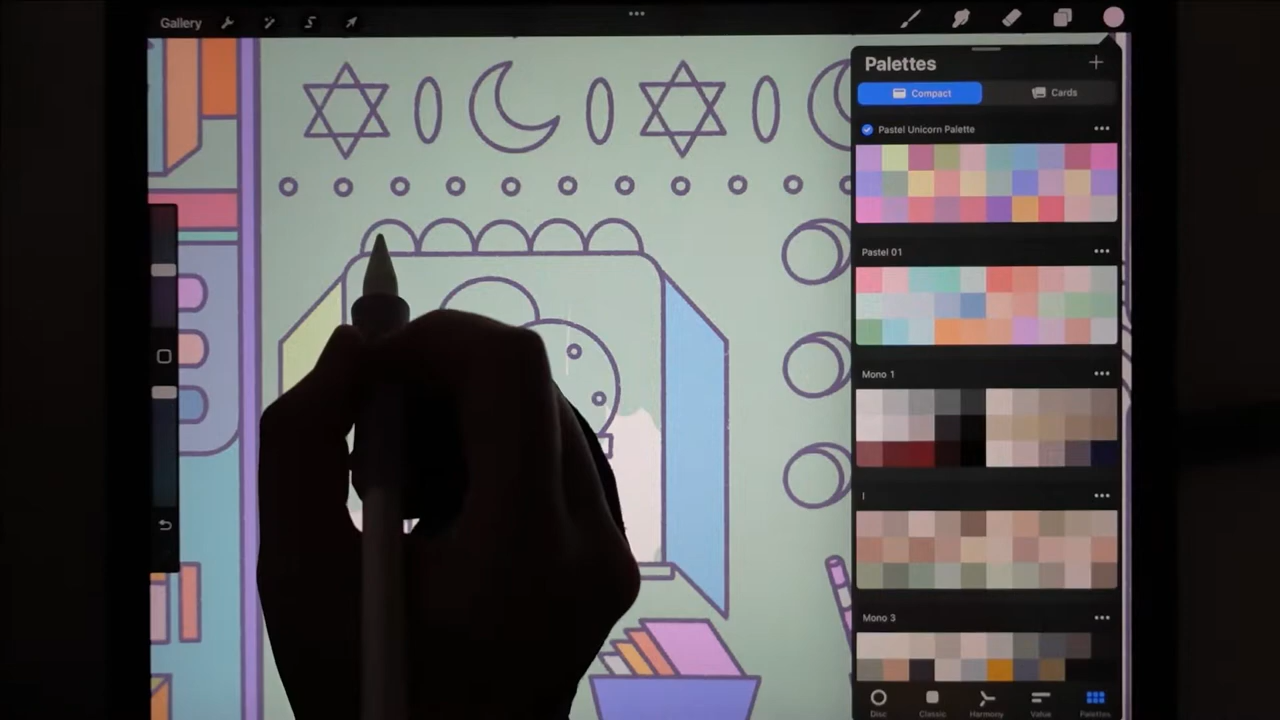 Gallery
Palettes
Compact
Cards
Pastel Unicorn Palette
Pastel 01
Mono 1
I
Mono 3
Disc
Classic
Harmony
Value
Palettes